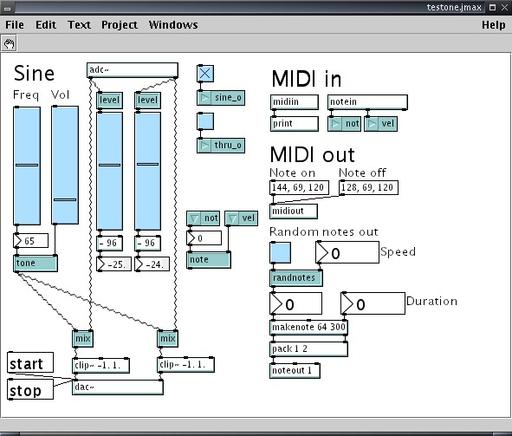 testone.jmax
File Edit Text Project Windows Help
Sine
Freq Vol
adc~
level level
65
tone
- 96 - 96
-25. -24.
sine_o
thru_o
not vel
0
note
mix mix
start
stop
clip~ -1. 1. clip~ -1. 1.
dac~
MIDI in
midiin notein
print not vel
MIDI out
Note on Note off
144, 69, 120 128, 69, 120
midiout
Random notes out
0 Speed
randnotes
0 0 Duration
makenote 64 300
pack 1 2
noteout 1